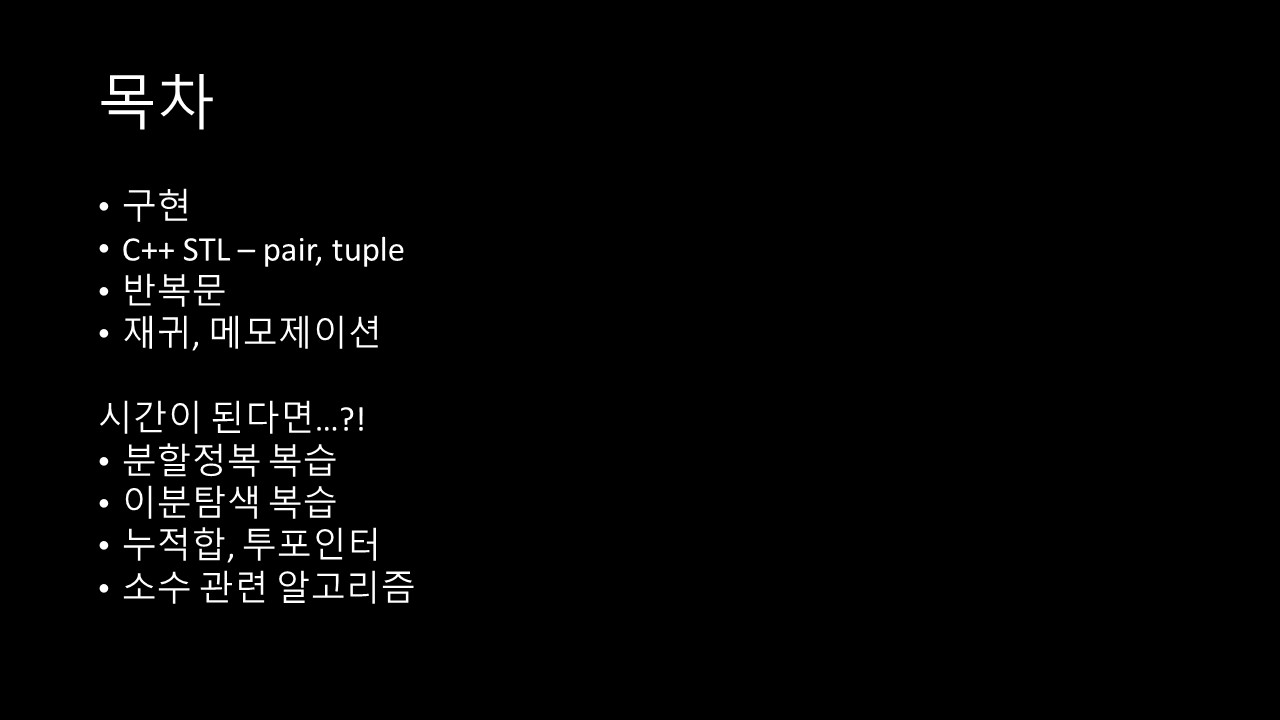 목차
• 구현
• C++ STL – pair, tuple
• 반복문
• 재귀, 메모제이션
시간이 된다면…?!
• 분할정복 복습
• 이분탐색 복습
• 누적합, 투포인터
• 소수 관련 알고리즘